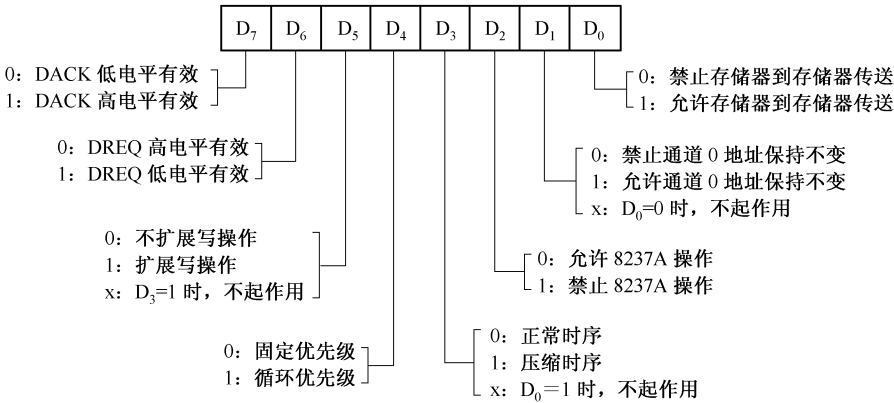 D7 D6 D5 D4 D3 D2 D1 D0
0：DACK 低电平有效
1：DACK 高电平有效
0：禁止存储器到存储器传送
1：允许存储器到存储器传送
0：DREQ 高电平有效
1：DREQ 低电平有效
0：禁止通道 0 地址保持不变
1：允许通道 0 地址保持不变
x：D0=0 时，不起作用
0：不扩展写操作
1：扩展写操作
x：D3=1 时，不起作用
0：允许 8237A 操作
1：禁止 8237A 操作
0：固定优先级
1：循环优先级
0：正常时序
1：压缩时序
x：D0＝1 时，不起作用